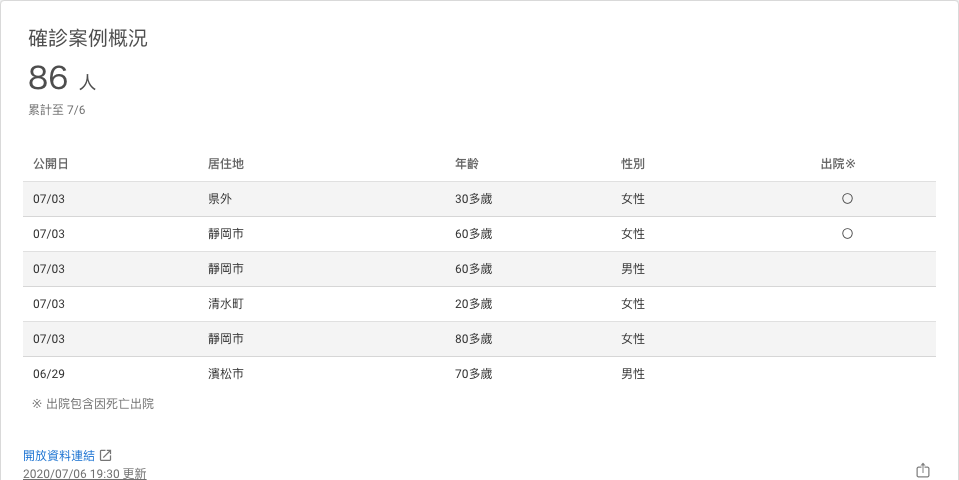 確診案例概況
86 人
累計至 7/6
公開日 居住地 年齡 性別 出院※
07/03 県外 30多歲 女性 〇
07/03 靜岡市 60多歲 女性 〇
07/03 靜岡市 60多歲 男性
07/03 清水町 20多歲 女性
07/03 靜岡市 80多歲 女性
06/29 濱松市 70多歲 男性
※ 出院包含因死亡出院
開放資料連結
2020/07/06 19:30 更新